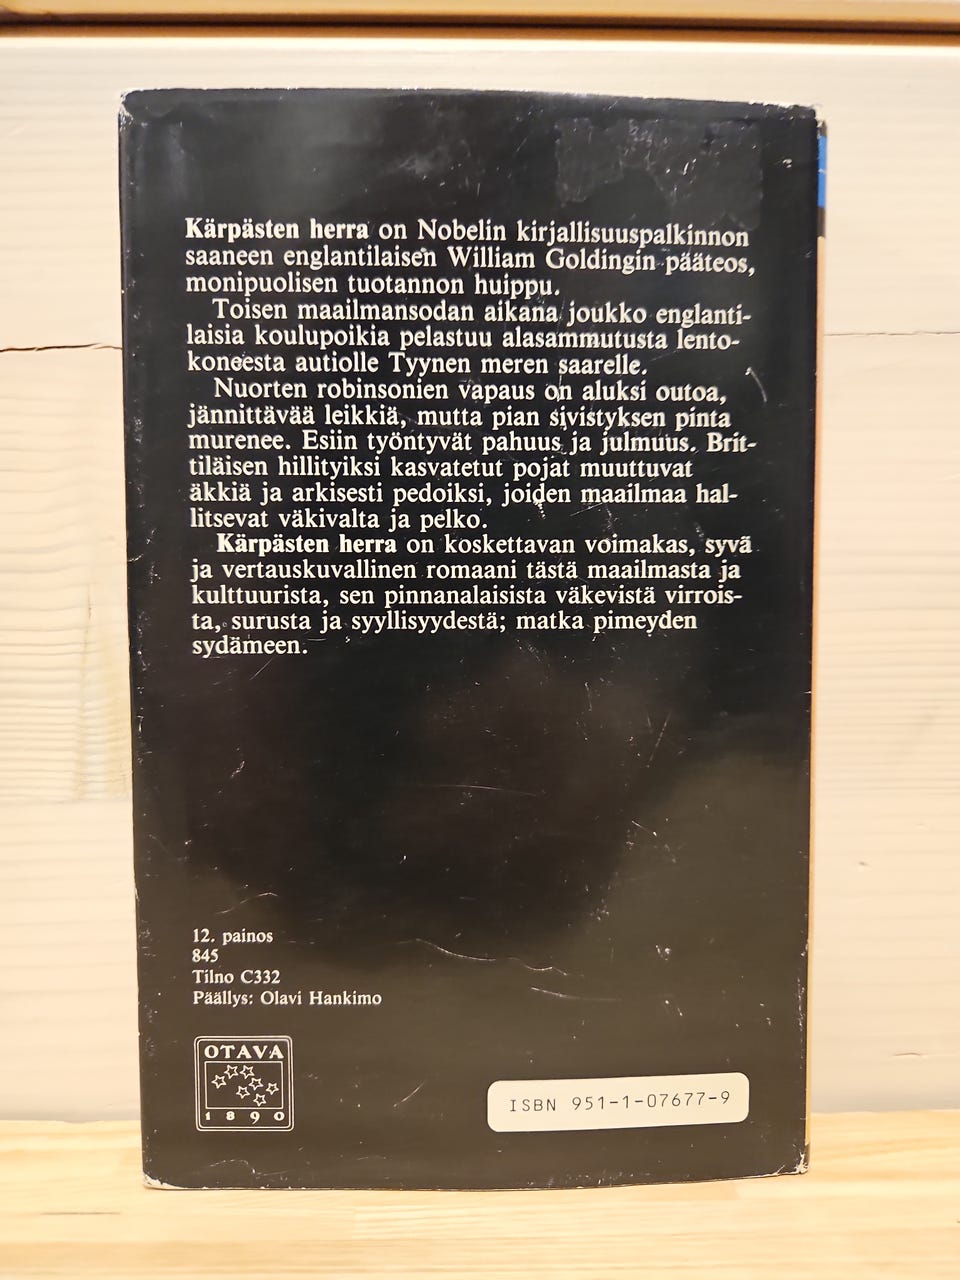 Kärpästen herra on Nobelin kirjallisuuspalkinnon
saaneen englantilaisen William Goldingin pääteos,
monipuolisen tuotannon huippu.
Toisen maailmansodan aikana joukko englanti-
laisia koulupoikia pelastuu alasammutusta lento-
koneesta autiolle Tyynen meren saarelle.
Nuorten robinsonien vapaus on aluksi outoa,
jännittävää leikkiä, mutta pian sivistyksen pinta
murenee. Esiin työntyvät pahuus ja julmuus. Brit-
tiläisen hillityiksi kasvatetut pojat muuttuvat
äkkiä ja arkisesti pedoiksi, joiden maailmaa hal-
litsevat väkivalta ja pelko.
Kärpästen herra on koskettavan voimakas, syvä
ja vertauskuvallinen romaani tästä maailmasta ja
kulttuurista, sen pinnanalaisista väkevistä virrois-
ta, surusta ja syyllisyydestä; matka pimeyden
sydämeen.
12. painos
845
Tilno C332
Päällys: Olavi Hankimo
OTAVA
1890
ISBN 951-1-07677-9